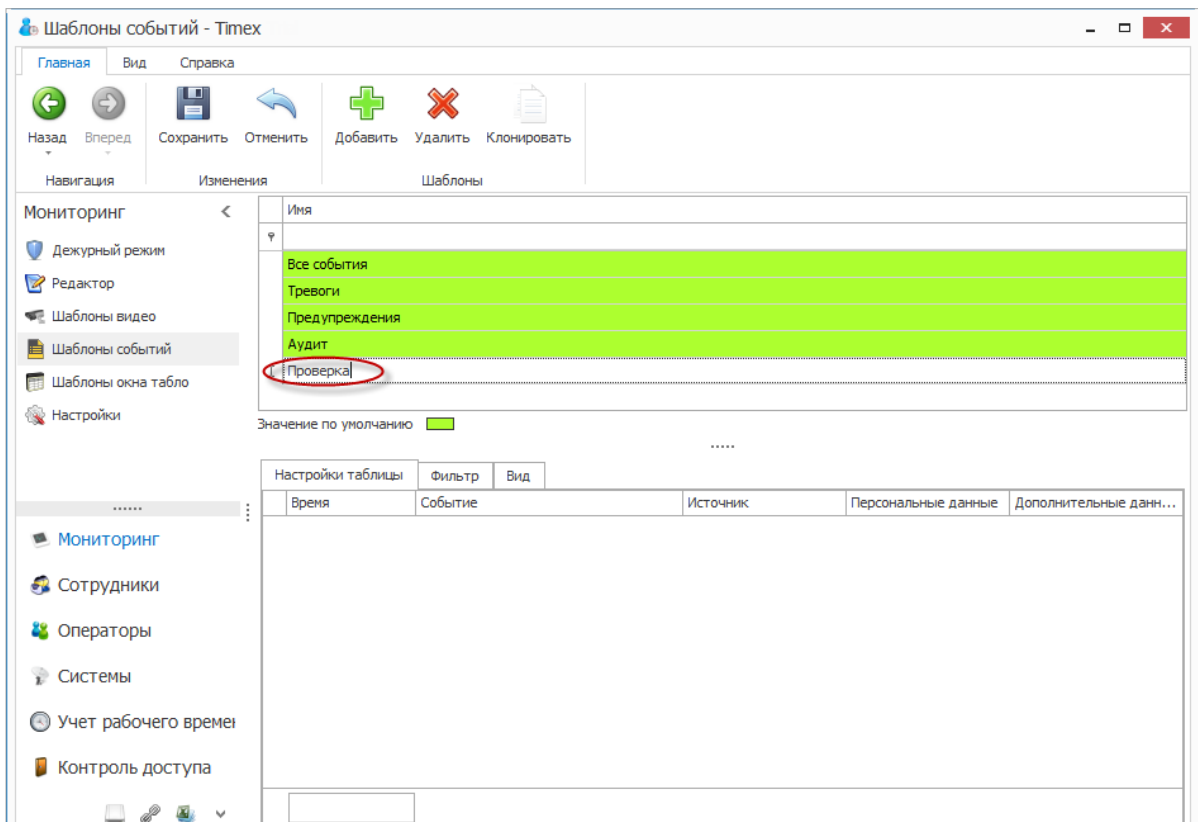 Шаблоны событий - Timex
Главная Вид Справка
Назад Вперед Сохранить Отменить Добавить Удалить Клонировать
Навигация Изменения Шаблоны
Мониторинг
Дежурный режим
Редактор
Шаблоны видео
Шаблоны событий
Шаблоны окна табло
Настройки
Имя
Все события
Тревоги
Предупреждения
Аудит
Проверка
Значение по умолчанию
Настройки таблицы Фильтр Вид
Время Событие Источник Персональные данные Дополнительные данн...
Мониторинг
Сотрудники
Операторы
Системы
Учет рабочего времен
Контроль доступа